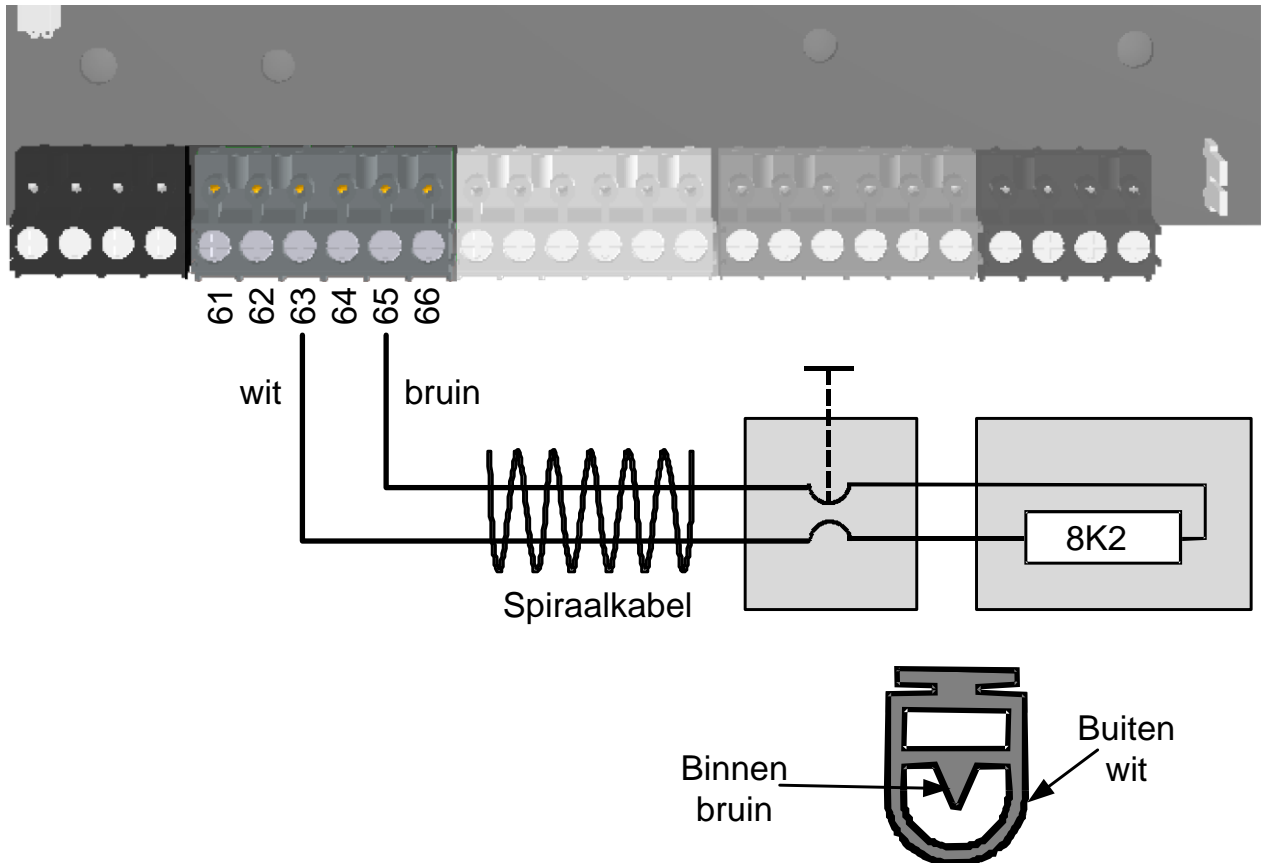 61 62 63 64 65 66
wit bruin
8K2
Spiraalkabel
Binnen
bruin
Buiten
wit